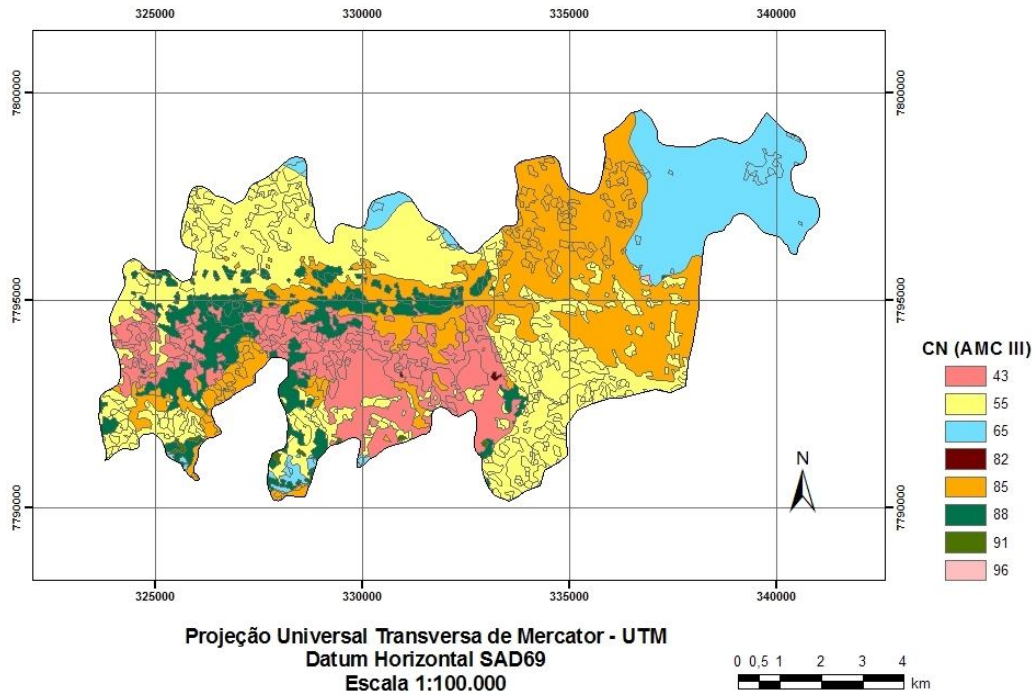 325000 330000 335000 340000
7800000 7800000
7795000 7795000
7790000 7790000
CN (AMC III)
43
55
65
82
85
88
91
96
N
325000 330000 335000 340000
Projeção Universal Transversa de Mercator - UTM
Datum Horizontal SAD69
Escala 1:100.000
0 0,5 1 2 3 4
km